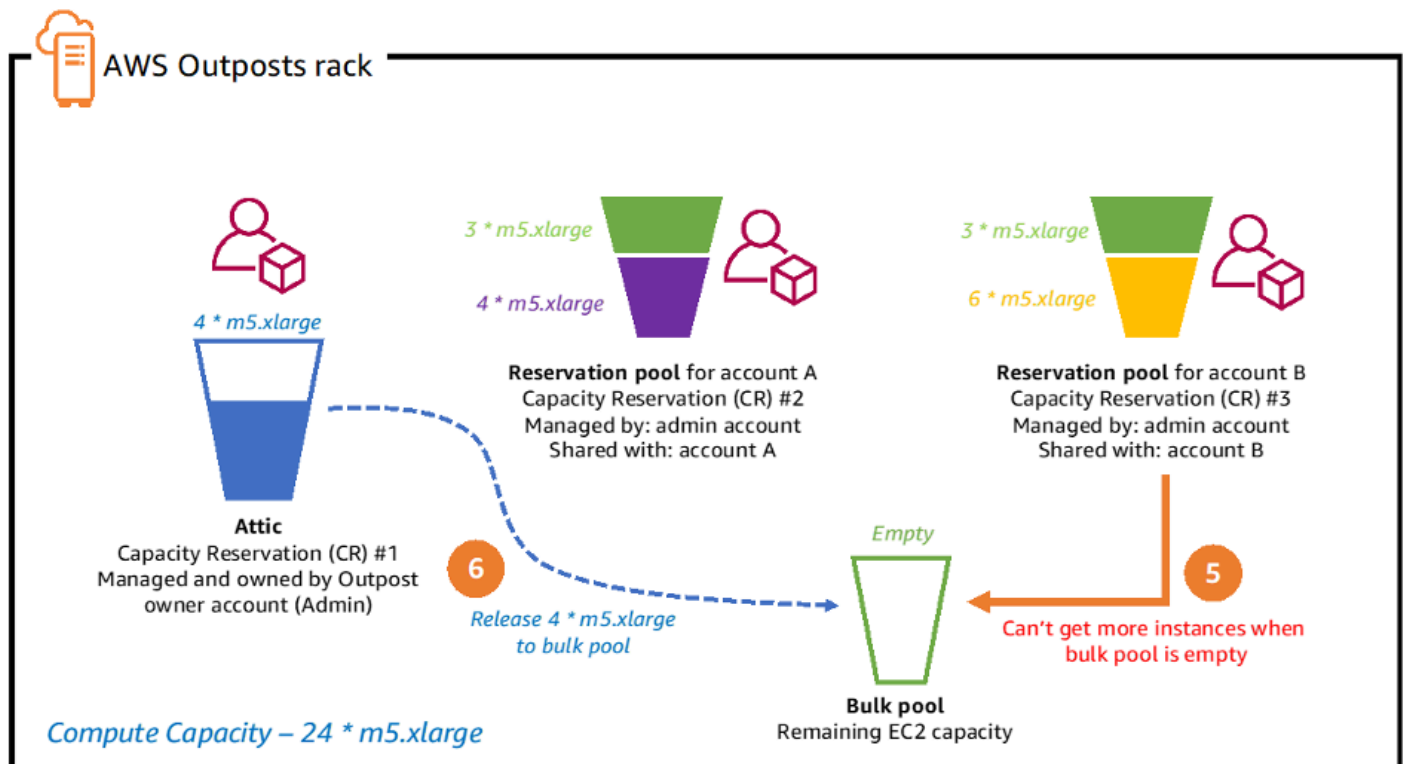 AWS Outposts rack
4 * m5.xlarge
Attic
Capacity Reservation (CR) #1
Managed and owned by Outpost
owner account (Admin)
3 * m5.xlarge
4 * m5.xlarge
Reservation pool for account A
Capacity Reservation (CR) #2
Managed by: admin account
Shared with: account A
3 * m5.xlarge
6 * m5.xlarge
Reservation pool for account B
Capacity Reservation (CR) #3
Managed by: admin account
Shared with: account B
6
Release 4 * m5.xlarge
to bulk pool
Empty
Bulk pool
Remaining EC2 capacity
5
Can't get more instances when
bulk pool is empty
Compute Capacity – 24 * m5.xlarge